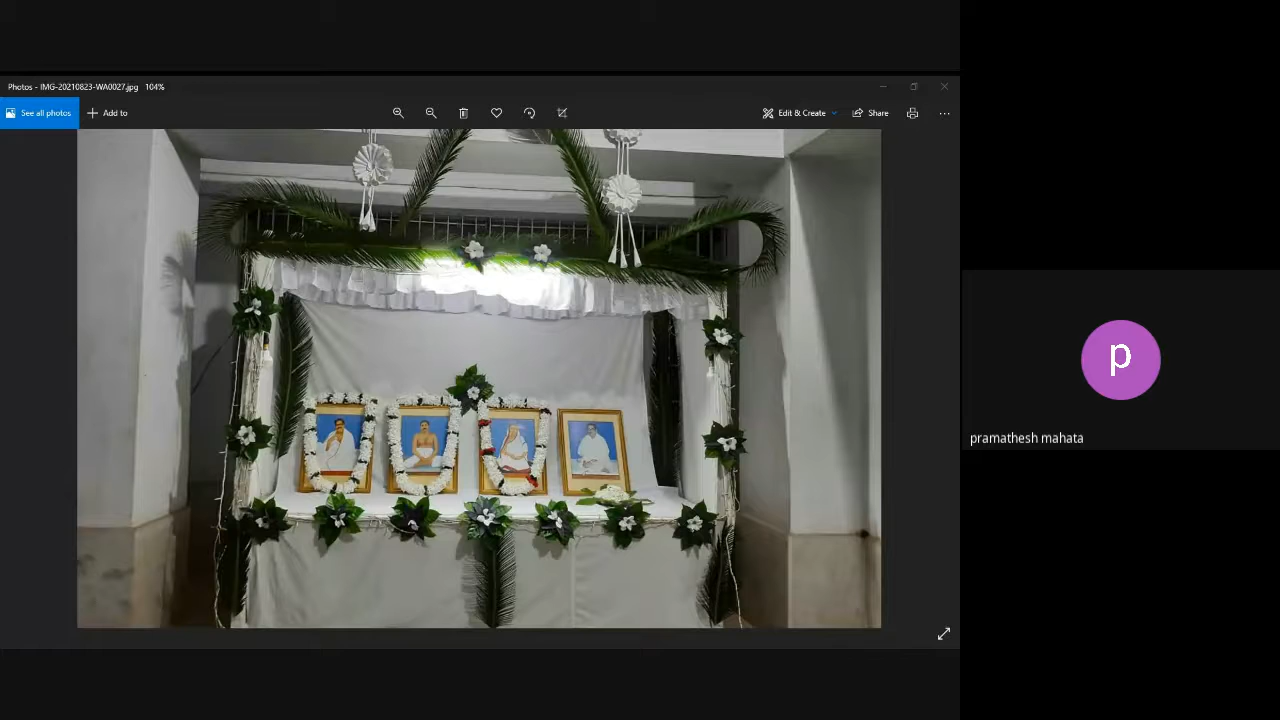 Photos - IMG-20210823-WA0027.jpg 104%
See all photos
Add to
Edit & Create
Share
p
pramathesh mahata